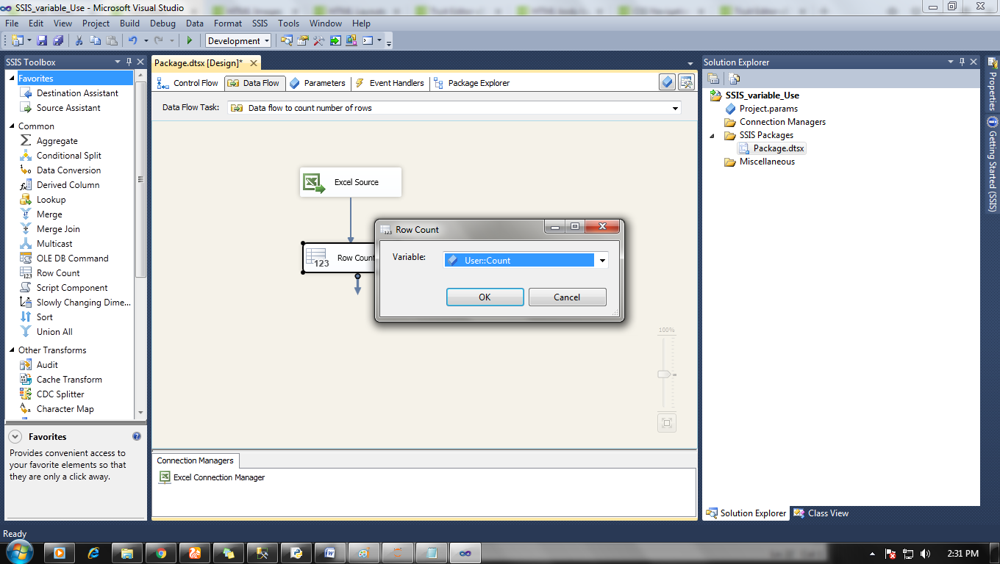 SSIS_variable_Use - Microsoft Visual Studio
File Edit View Project Build Debug Data Format SSIS Tools Window Help
Development
SSIS Toolbox
Favorites
Destination Assistant
Source Assistant
Common
Aggregate
Conditional Split
Data Conversion
Derived Column
Lookup
Merge
Merge Join
Multicast
OLE DB Command
Row Count
Script Component
Slowly Changing Dime...
Sort
Union All
Other Transforms
Audit
Cache Transform
CDC Splitter
Character Map
Favorites
Provides convenient access to
your favorite elements so that
they are only a click away.
Package.dtsx [Design]*
Control Flow Data Flow Parameters Event Handlers Package Explorer
Data Flow Task: Data flow to count number of rows
Excel Source
123 Row Count
Row Count
Variable: User::Count
OK Cancel
100%
Connection Managers
Excel Connection Manager
Solution Explorer
SSIS_variable_Use
Project.params
Connection Managers
SSIS Packages
Package.dtsx
Miscellaneous
Solution Explorer Class View
Properties
Getting Started (SSIS)
Ready
2:31 PM